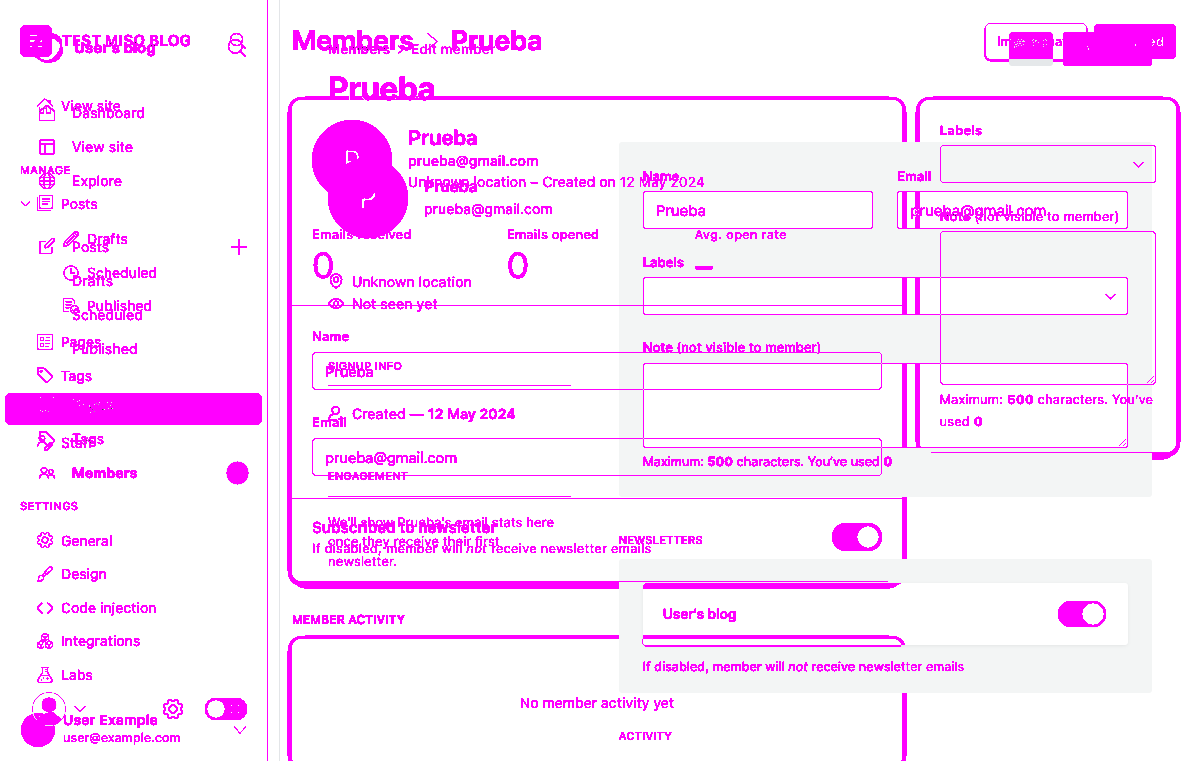 TEST MISO BLOG
User's blog
View site
Dashboard
View site
MANAGE
Explore
Posts
Drafts
Posts
Scheduled
Drafts
Published
Scheduled
Pages
Published
Tags
Tags
Staff
Members
SETTINGS
General
Design
Code injection
Integrations
Labs
User Example
user@example.com
Members > Prueba
Members > Edit member
Prueba
Prueba
prueba@gmail.com
Unknown location – Created on 12 May 2024
Prueba
prueba@gmail.com
Emails received
0
Emails opened
0
Avg. open rate
–
Unknown location
Not seen yet
Name
Prueba
SIGNUP INFO
Created — 12 May 2024
Email
prueba@gmail.com
ENGAGEMENT
We'll show Prueba's email stats here
once they receive their first
newsletter.
Subscribed to newsletter
If disabled, member will not receive newsletter emails
MEMBER ACTIVITY
No member activity yet
Name
Prueba
Email
prueba@gmail.com
Labels
Note (not visible to member)
Maximum: 500 characters. You've used 0
NEWSLETTERS
User's blog
If disabled, member will not receive newsletter emails
ACTIVITY
Labels
Note (not visible to member)
Maximum: 500 characters. You've
used 0